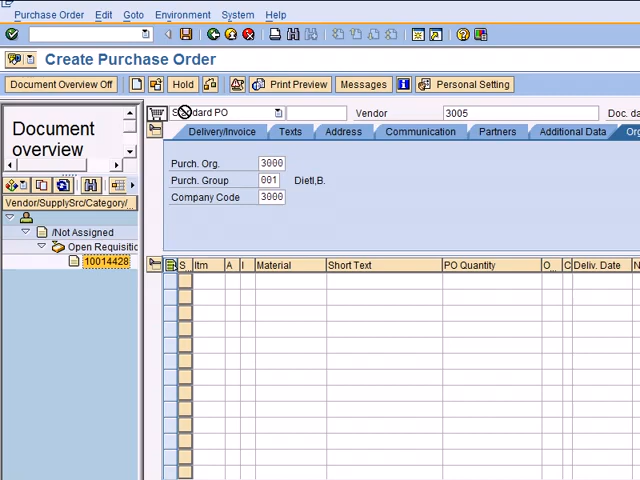 Purchase Order Edit Goto Environment System Help
Create Purchase Order
Document Overview Off Hold Print Preview Messages Personal Setting
Document overview
Vendor/SupplySrc/Category/...
/Not Assigned
Open Requisitic
10014428
Standard PO Vendor 3005 Doc. da
Delivery/Invoice Texts Address Communication Partners Additional Data Org
Purch. Org. 3000
Purch. Group 001 Dietl,B.
Company Code 3000
S... Itm A I Material Short Text PO Quantity O... C Deliv. Date N